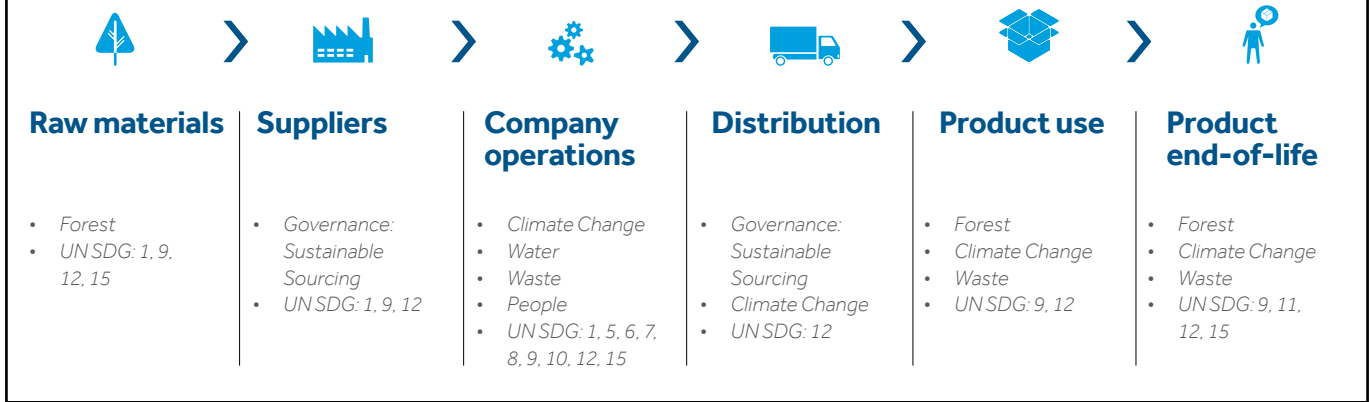 Raw materials
• Forest
• UN SDG: 1, 9,
12, 15
Suppliers
• Governance:
Sustainable
Sourcing
• UN SDG: 1, 9, 12
Company
operations
• Climate Change
• Water
• Waste
• People
• UN SDG: 1, 5, 6, 7,
8, 9, 10, 12, 15
Distribution
• Governance:
Sustainable
Sourcing
• Climate Change
• UN SDG: 12
Product use
• Forest
• Climate Change
• Waste
• UN SDG: 9, 12
Product
end-of-life
• Forest
• Climate Change
• Waste
• UN SDG: 9, 11,
12, 15